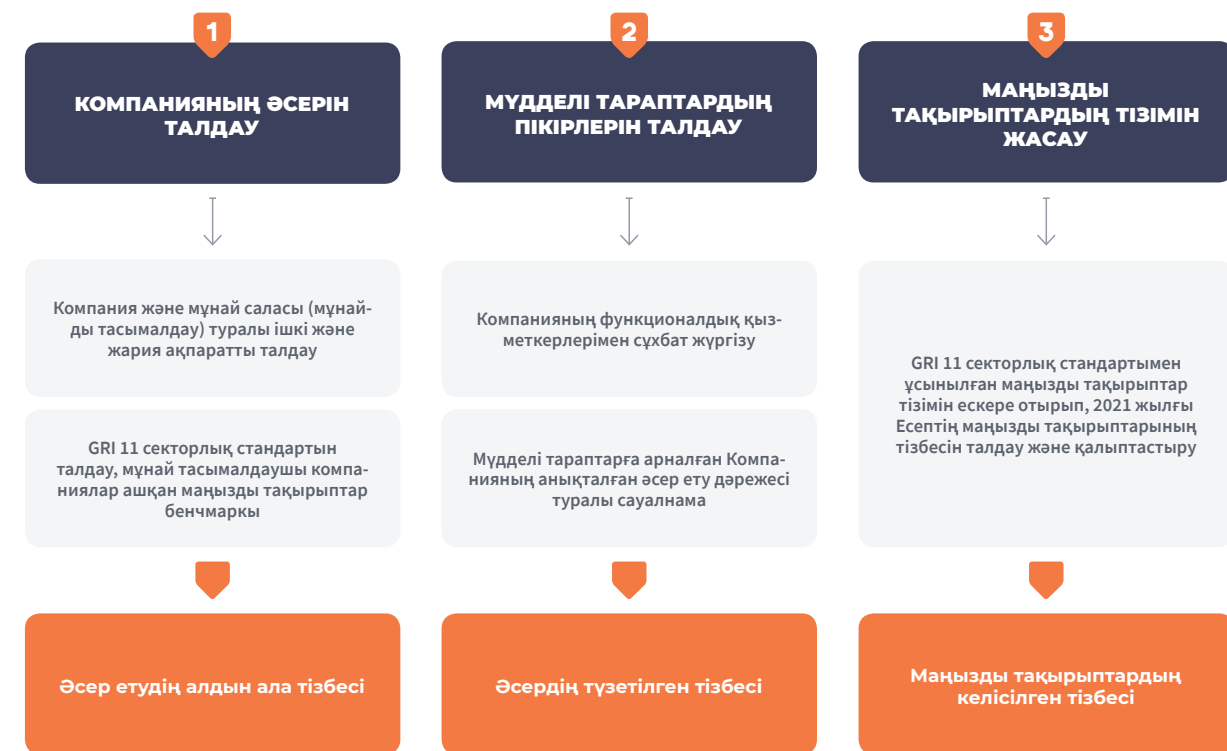 1
КОМПАНИЯНЫҢ ӘСЕРІН
ТАЛДАУ
Компания және мұнай саласы (мұнай-
ды тасымалдау) туралы ішкі және
жария ақпаратты талдау
GRI 11 секторлық стандартын
талдау, мұнай тасымалдаушы компа-
ниялар ашқан маңызды тақырыптар
бенчмаркы
Әсер етудің алдын ала тізбесі
2
МҮДДЕЛІ ТАРАПТАРДЫҢ
ПІКІРЛЕРІН ТАЛДАУ
Компанияның функционалдық қыз-
меткерлерімен сұхбат жүргізу
Мүдделі тараптарға арналған Компа-
нияның анықталған әсер ету дәрежесі
туралы сауалнама
Әсердің түзетілген тізбесі
3
МАҢЫЗДЫ
ТАҚЫРЫПТАРДЫҢ ТІЗІМІН
ЖАСАУ
GRI 11 секторлық стандартымен
ұсынылған маңызды тақырыптар
тізімін ескере отырып, 2021 жылғы
Есептің маңызды тақырыптарының
тізбесін талдау және қалыптастыру
Маңызды тақырыптардың
келісілген тізбесі